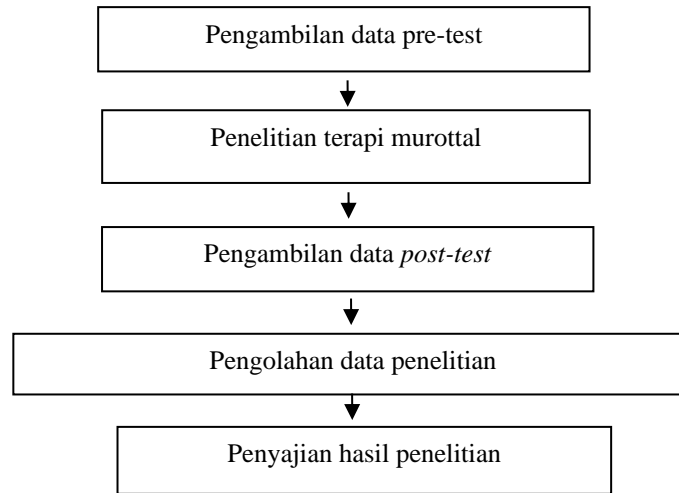 Pengambilan data pre-test
Penelitian terapi murottal
Pengambilan data post-test
Pengolahan data penelitian
Penyajian hasil penelitian